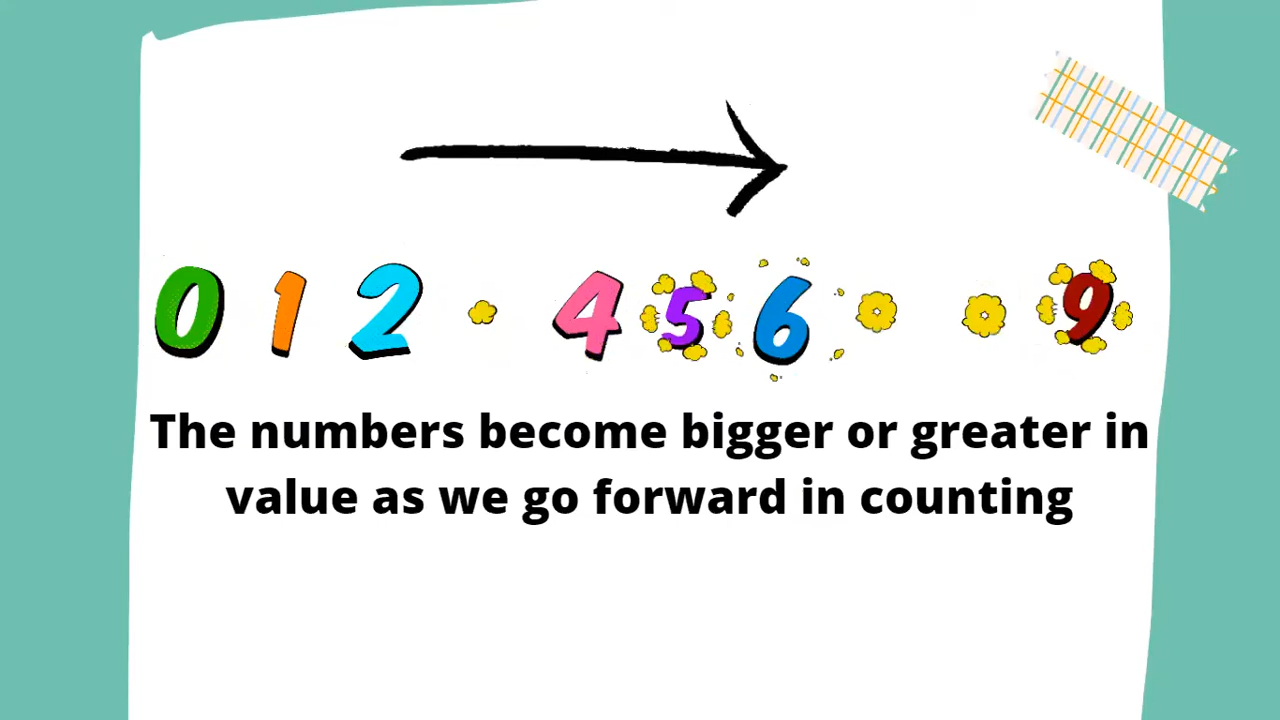 0 1 2 4 5 6 9
The numbers become bigger or greater in
value as we go forward in counting